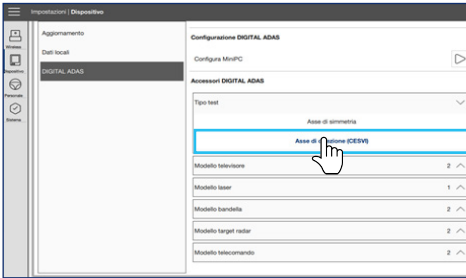 Impostazioni | Dispositivo
Wireless
Dispositivo
Personale
Sistema
Aggiornamento
Dati locali
DIGITAL ADAS
Configurazione DIGITAL ADAS
Configura MiniPC
Accessori DIGITAL ADAS
Tipo test
Asse di simmetria
Asse di (CESVI)
Modello televisore 2
Modello laser 1
Modello bandella 2
Modello target radar 2
Modello telecomando 2